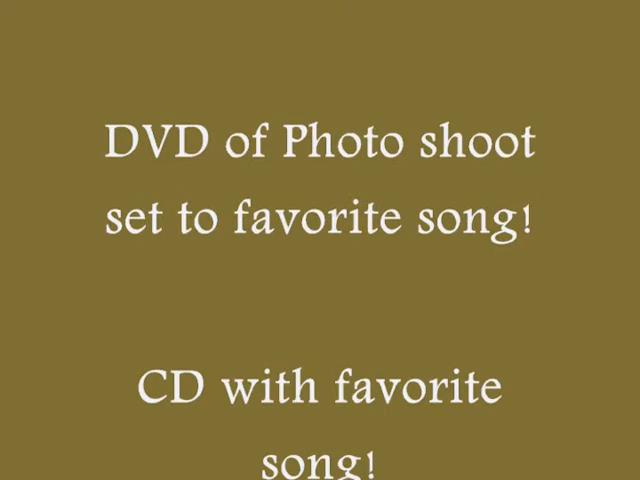 DVD of Photo shoot
set to favorite song!
CD with favorite
song!